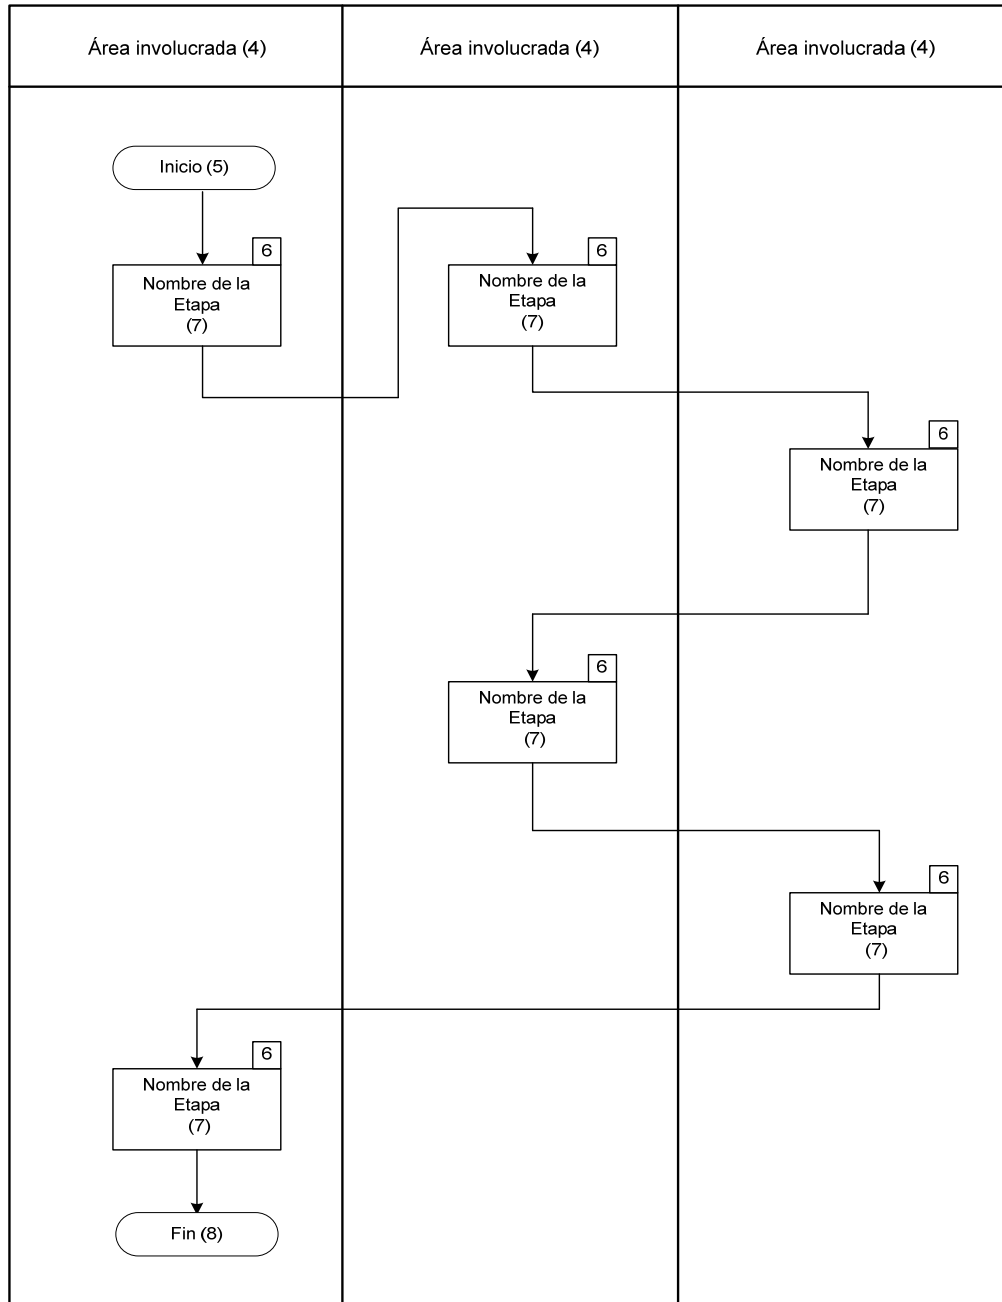 Área involucrada (4)
Área involucrada (4)
Área involucrada (4)
Inicio (5)
6
Nombre de la
Etapa
(7)
6
Nombre de la
Etapa
(7)
6
Nombre de la
Etapa
(7)
6
Nombre de la
Etapa
(7)
6
Nombre de la
Etapa
(7)
6
Nombre de la
Etapa
(7)
Fin (8)